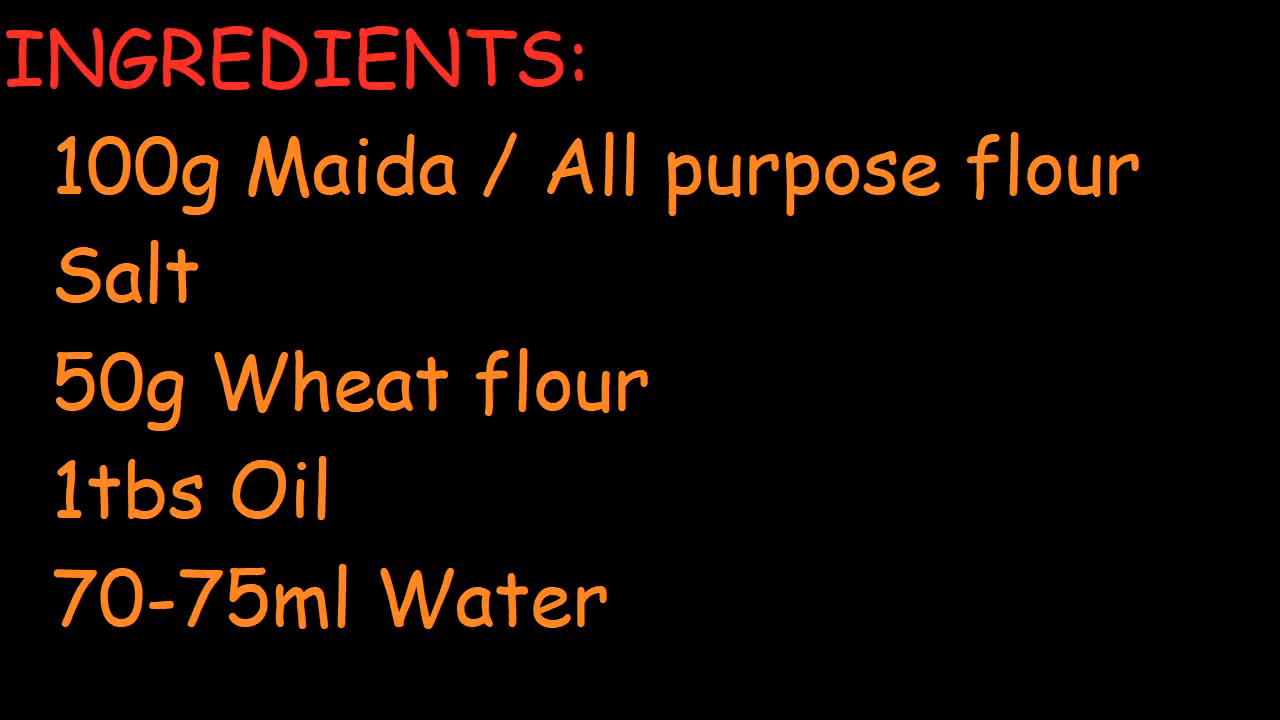 INGREDIENTS:
100g Maida / All purpose flour
Salt
50g Wheat flour
1tbs Oil
70-75ml Water